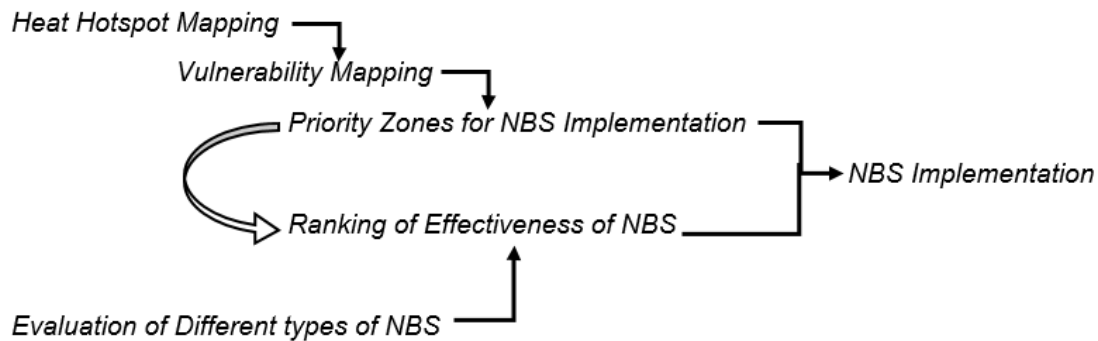 Heat Hotspot Mapping
Vulnerability Mapping
Priority Zones for NBS Implementation
NBS Implementation
Ranking of Effectiveness of NBS
Evaluation of Different types of NBS